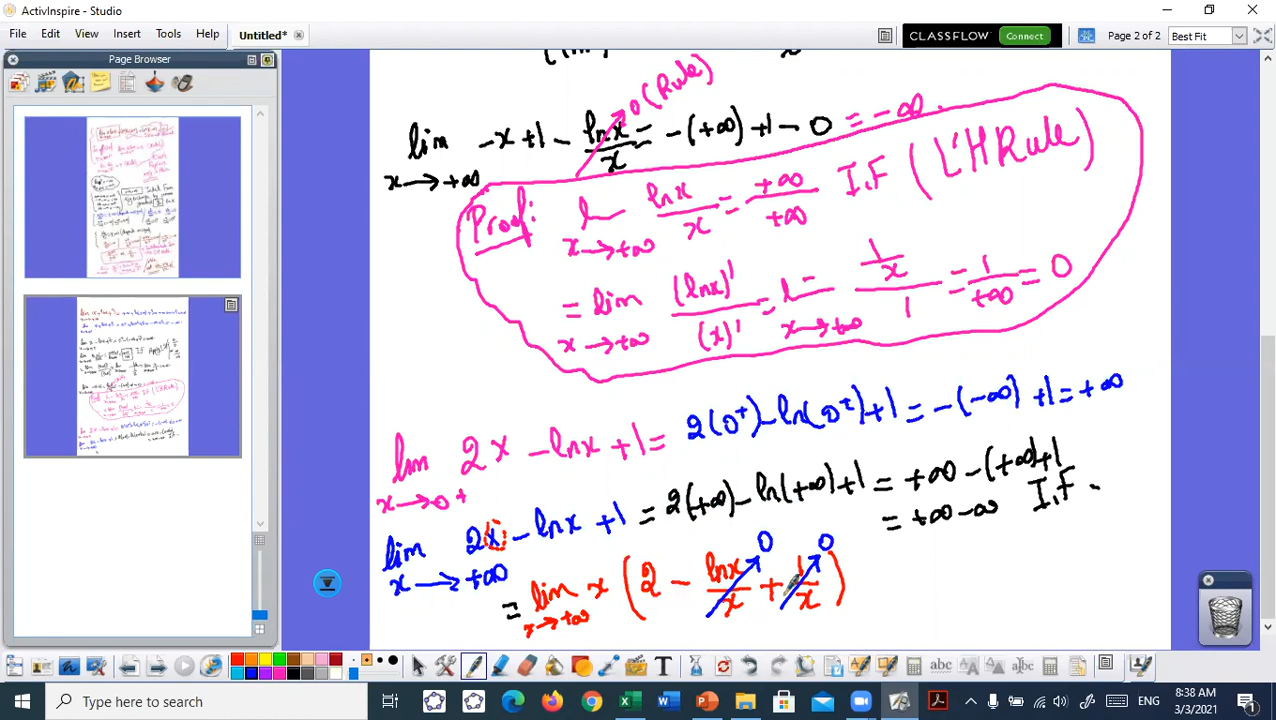 ActivInspire - Studio
File Edit View Insert Tools Help Untitled* CLASSFLOW Connect Page 2 of 2 Best Fit
Page Browser
0 (Rule)
lim -x+1 - lnx/x = -(+∞)+1-0 = -∞
x→+∞
Proof: lim lnx/x = +∞/+∞ I.F (L'H Rule)
x→+∞
= lim (lnx)'/(x)' = lim (1/x)/1 = 1/+∞ = 0
x→+∞ x→+∞
lim 2x - lnx + 1 = 2(0⁺) - ln(0⁺) + 1 = -(-∞) + 1 = +∞
x→0⁺
lim 2x - lnx + 1 = 2(+∞) - ln(+∞) + 1 = +∞ - (+∞) + 1
x→+∞ = +∞ - ∞ I.F.
0 0
= lim x (2 - lnx/x + 1/x)
x→+∞
Type here to search
ENG
8:38 AM
3/3/2021